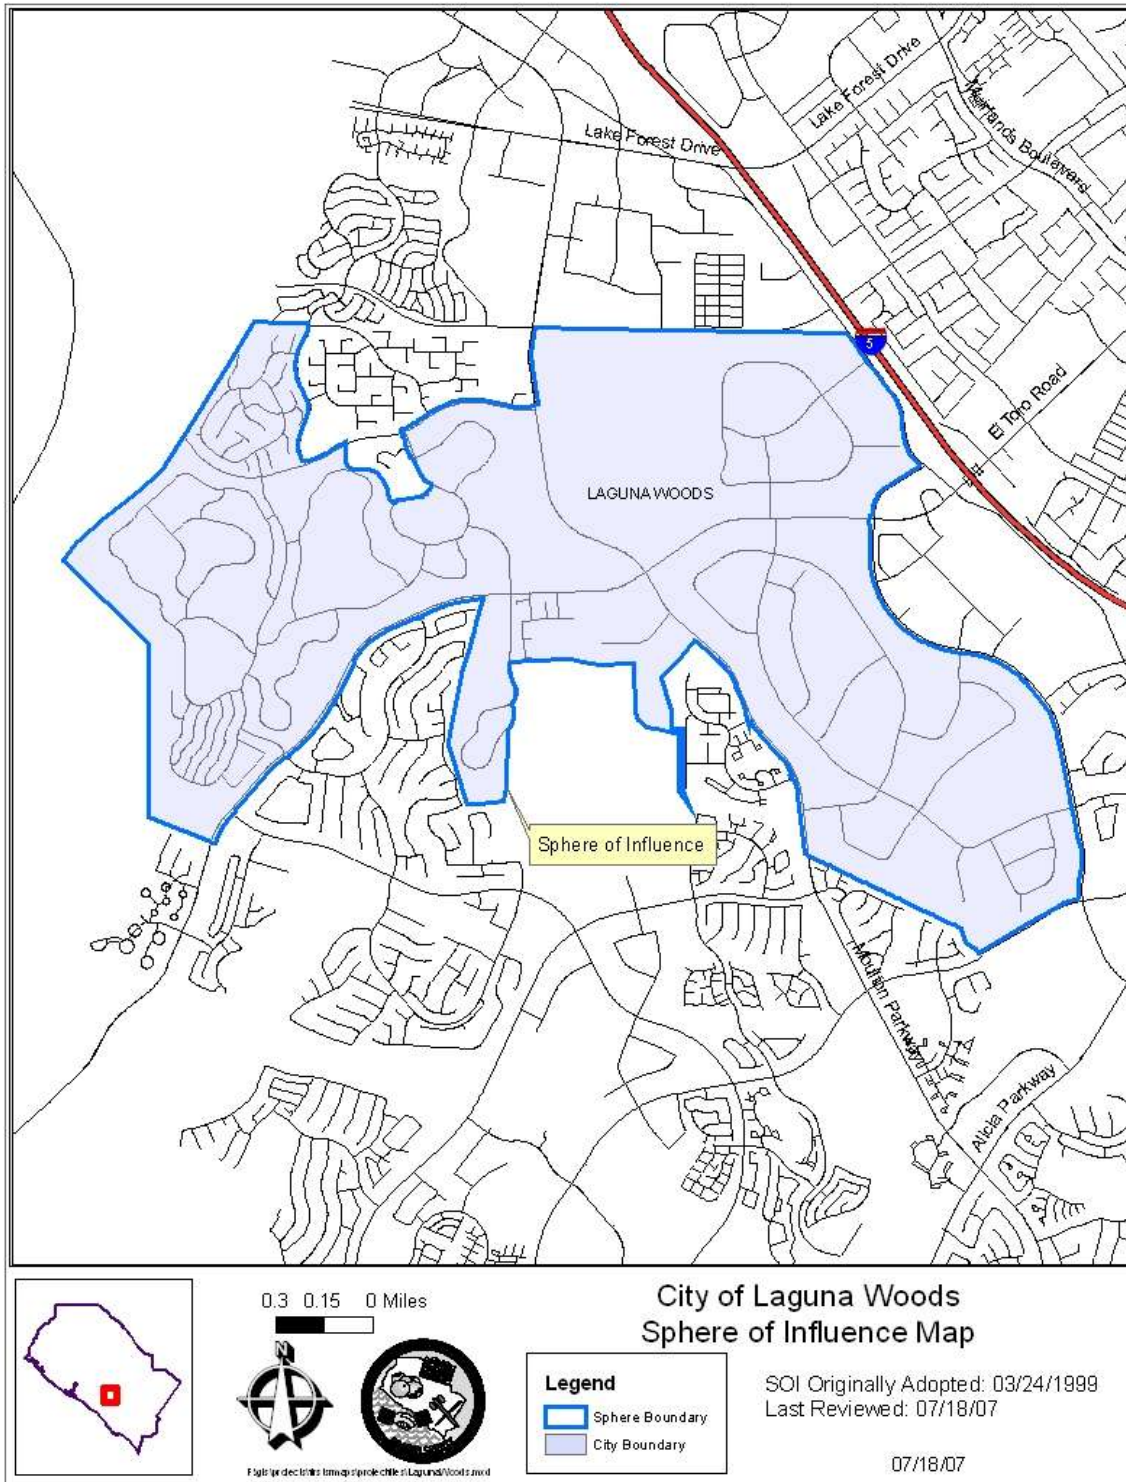 Lake Forest Drive
Lake Forest Drive
Muirlands Boulevard
5
El Toro Road
LAGUNA WOODS
Sphere of Influence
Moulton Parkway
Alicia Parkway
0.3 0.15 0 Miles
N
City of Laguna Woods
Sphere of Influence Map
Legend
Sphere Boundary
City Boundary
SOI Originally Adopted: 03/24/1999
Last Reviewed: 07/18/07
07/18/07